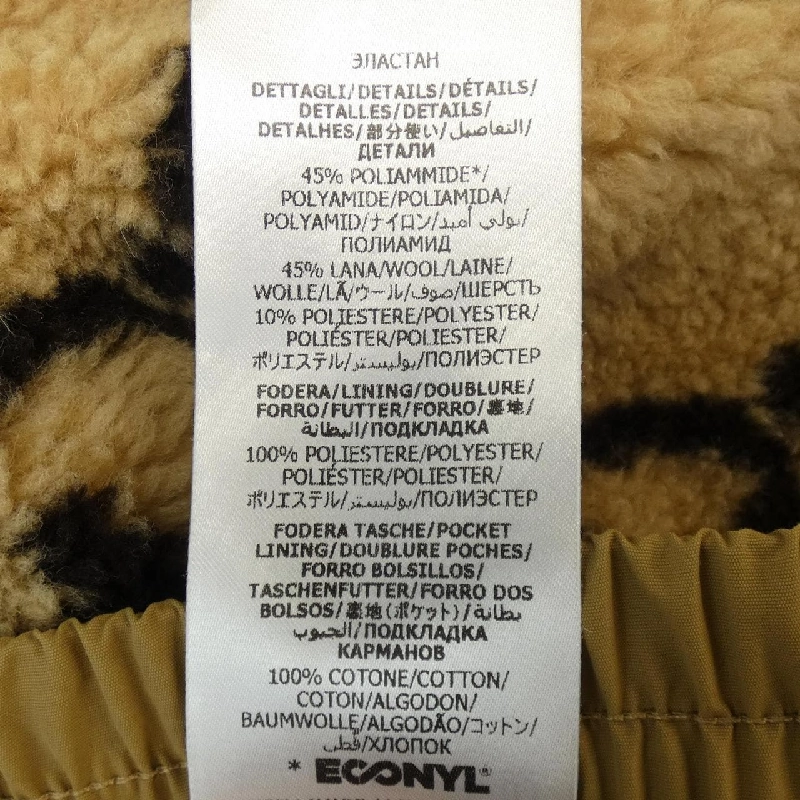 ЭЛАСТАН
DETTAGLI/DETAILS/DÉTAILS/
DETALLES/DETAILS/
DETALHES/部分使い/التفاصيل/
ДЕТАЛИ
45% POLIAMMIDE*/
POLYAMIDE/POLIAMIDA/
POLYAMID/ナイロン/بولي أميد/
ПОЛИАМИД
45% LANA/WOOL/LAINE/
WOLLE/LÃ/ウール/صوف/ШЕРСТЬ
10% POLIESTERE/POLYESTER/
POLIÉSTER/POLIESTER/
ポリエステル/بوليستر/ПОЛИЭСТЕР
FODERA/LINING/DOUBLURE/
FORRO/FUTTER/FORRO/裏地/
البطانة/ПОДКЛАДКА
100% POLIESTERE/POLYESTER/
POLIÉSTER/POLIESTER/
ポリエステル/بوليستر/ПОЛИЭСТЕР
FODERA TASCHE/POCKET
LINING/DOUBLURE POCHES/
FORRO BOLSILLOS/
TASCHENFUTTER/FORRO DOS
BOLSOS/裏地(ポケット)/بطانة
الجيوب/ПОДКЛАДКА
КАРМАНОВ
100% COTONE/COTTON/
COTON/ALGODON/
BAUMWOLLE/ALGODÃO/コットン/
قطن/ХЛОПОК
* ECONYL®